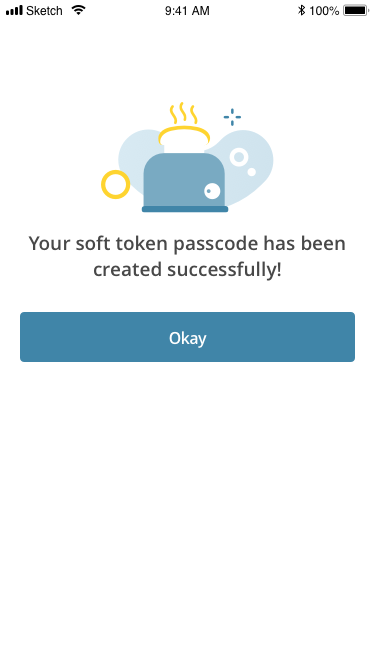 Sketch 9:41 AM 100%
Your soft token passcode has been
created successfully!
Okay